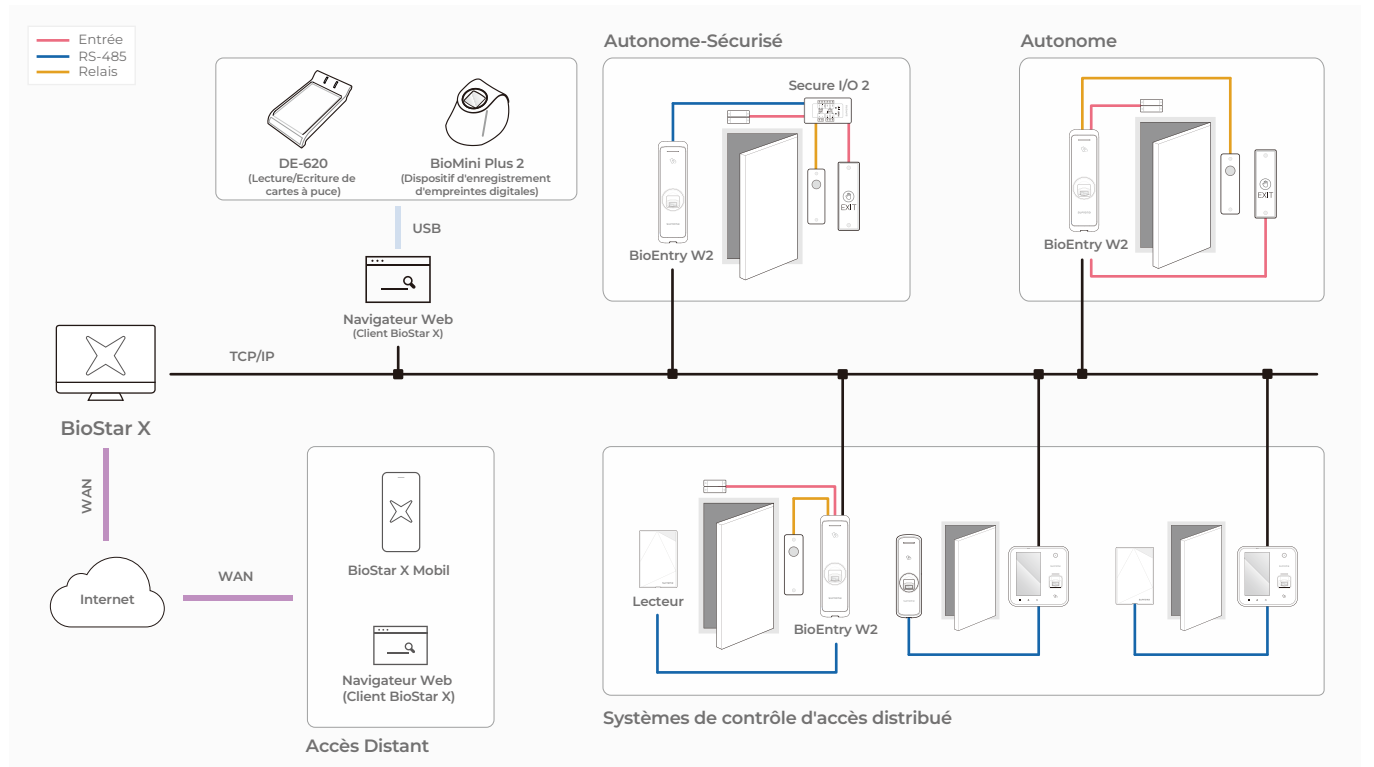 Entrée
RS-485
Relais
DE-620
(Lecture/Ecriture de
cartes à puce)
BioMini Plus 2
(Dispositif d'enregistrement
d'empreintes digitales)
USB
Navigateur Web
(Client BioStar X)
Autonome-Sécurisé
Secure I/O 2
EXIT
BioEntry W2
Autonome
EXIT
BioEntry W2
TCP/IP
BioStar X
WAN
Internet
WAN
BioStar X Mobil
Navigateur Web
(Client BioStar X)
Accès Distant
Lecteur
BioEntry W2
Systèmes de contrôle d'accès distribué